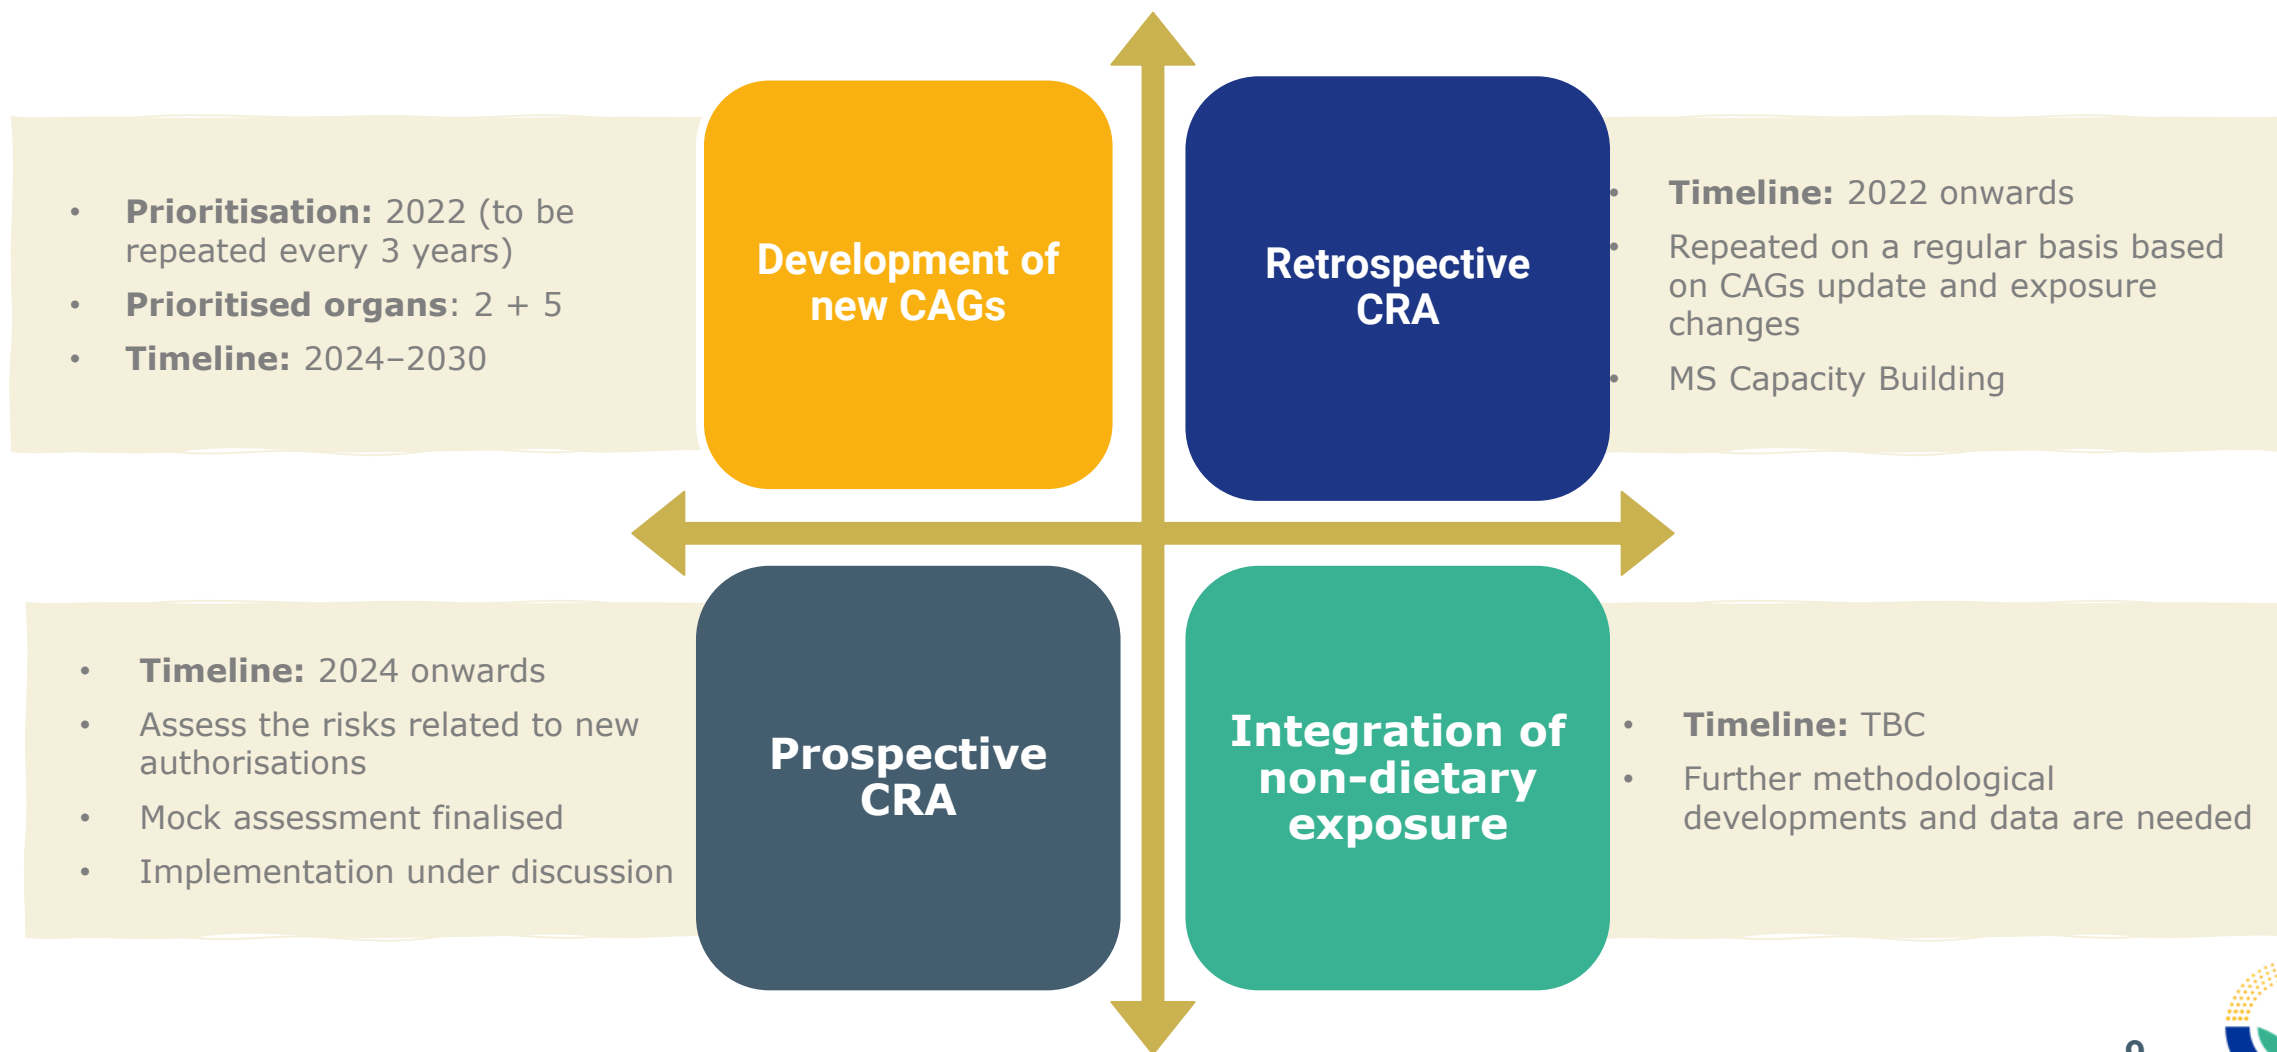 • Prioritisation: 2022 (to be
repeated every 3 years)
• Prioritised organs: 2 + 5
• Timeline: 2024–2030
Development of
new CAGs
Retrospective
CRA
• Timeline: 2022 onwards
• Repeated on a regular basis based
on CAGs update and exposure
changes
• MS Capacity Building
• Timeline: 2024 onwards
• Assess the risks related to new
authorisations
• Mock assessment finalised
• Implementation under discussion
Prospective
CRA
Integration of
non-dietary
exposure
• Timeline: TBC
• Further methodological
developments and data are needed